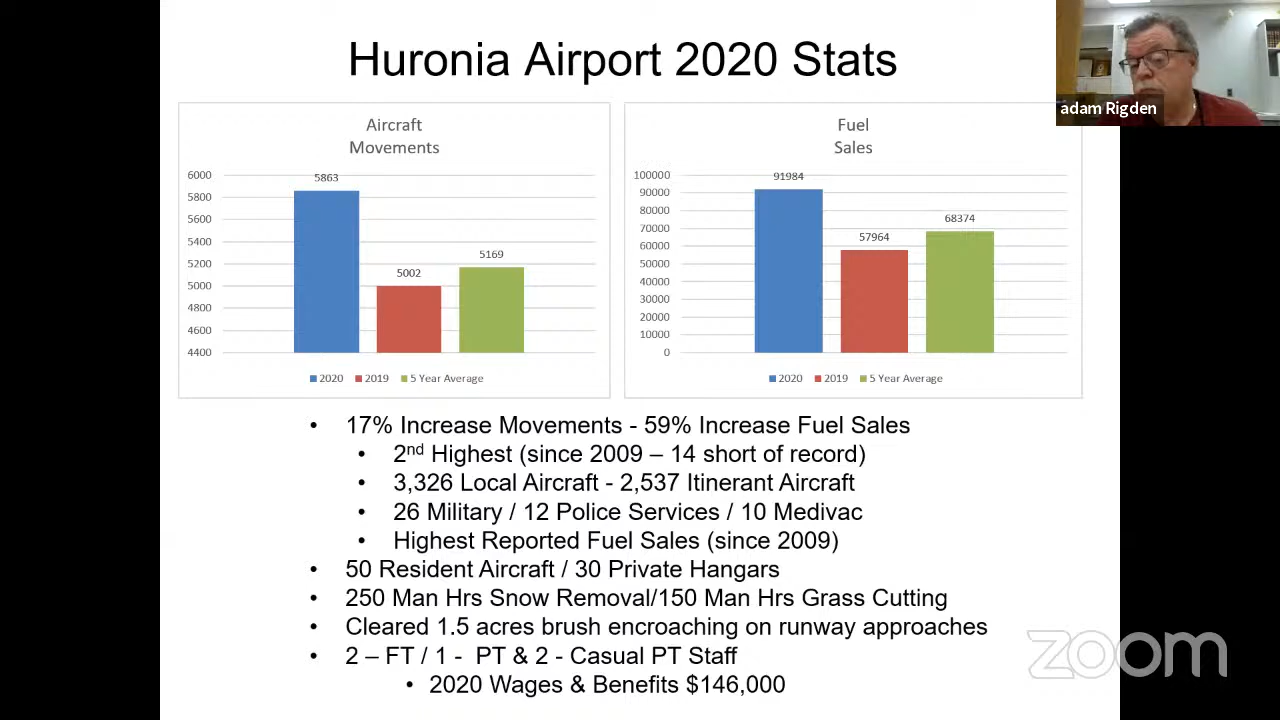 Huronia Airport 2020 Stats
adam Rigden
Aircraft
Movements
6000
5800
5600
5400
5200
5000
4800
4600
4400
5863
5002
5169
2020
2019
5 Year Average
Fuel
Sales
100000
90000
80000
70000
60000
50000
40000
30000
20000
10000
0
91984
57964
68374
2020
2019
5 Year Average
• 17% Increase Movements - 59% Increase Fuel Sales
• 2nd Highest (since 2009 – 14 short of record)
• 3,326 Local Aircraft - 2,537 Itinerant Aircraft
• 26 Military / 12 Police Services / 10 Medivac
• Highest Reported Fuel Sales (since 2009)
• 50 Resident Aircraft / 30 Private Hangars
• 250 Man Hrs Snow Removal/150 Man Hrs Grass Cutting
• Cleared 1.5 acres brush encroaching on runway approaches
• 2 – FT / 1 - PT & 2 - Casual PT Staff
• 2020 Wages & Benefits $146,000
zoom